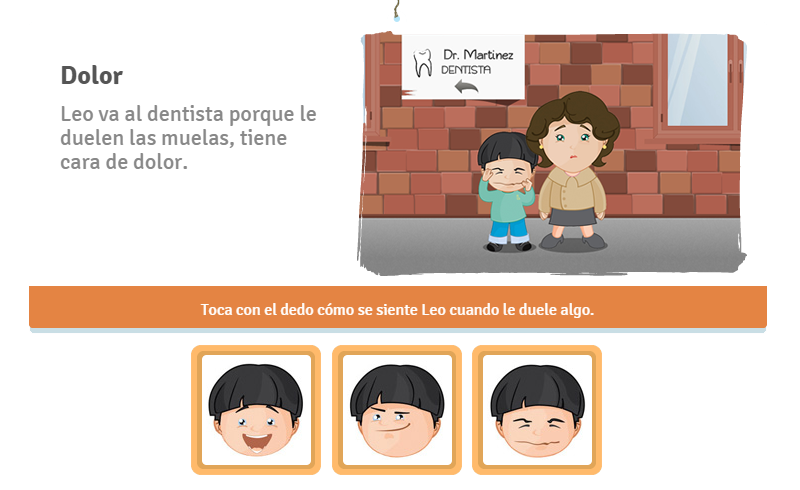 Dr. Martinez
DENTISTA
Dolor
Leo va al dentista porque le
duelen las muelas, tiene
cara de dolor.
Toca con el dedo cómo se siente Leo cuando le duele algo.